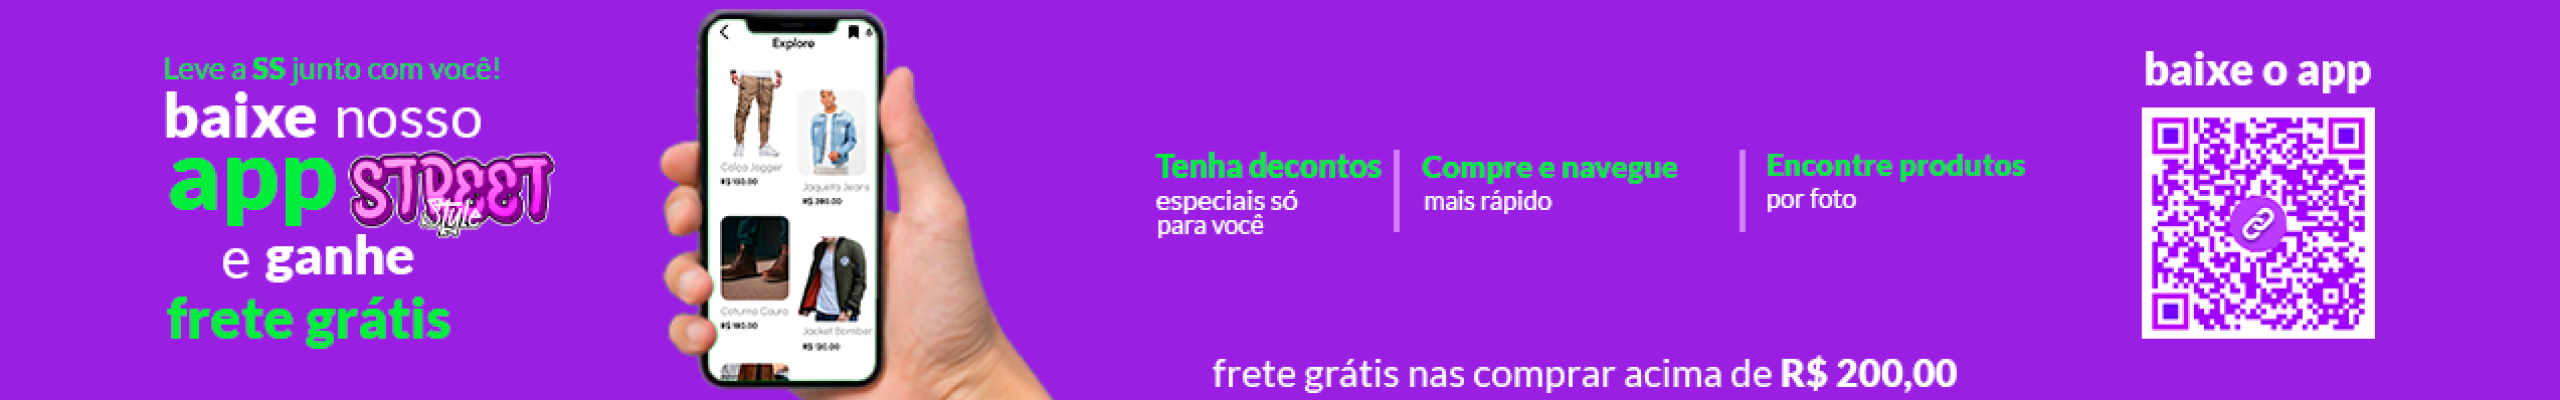 Leve a SS junto com você!
baixe nosso
app STREET
Style
e ganhe
frete grátis
Explore
Calça Jogger
Jaqueta Jeans
Coturno Couro
Jacket Bomber
Tenha decontos
especiais só
para você
Compre e navegue
mais rápido
Encontre produtos
por foto
frete grátis nas comprar acima de R$ 200,00
baixe o app